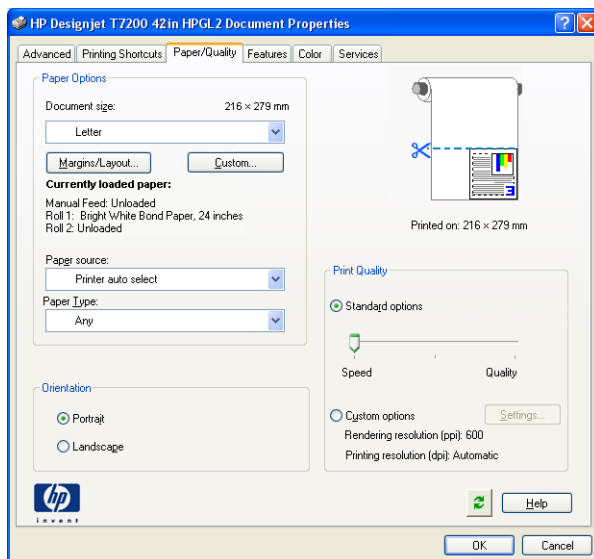 HP Designjet T7200 42in HPGL2 Document Properties
Advanced Printing Shortcuts Paper/Quality Features Color Services
Paper Options
Document size: 216 × 279 mm
Letter
Margins/Layout... Custom...
Currently loaded paper:
Manual Feed: Unloaded
Roll 1: Bright White Bond Paper, 24 inches
Roll 2: Unloaded
Paper source:
Printer auto select
Paper Type:
Any
Orientation
Portrait
Landscape
3
Printed on: 216 × 279 mm
Print Quality
Standard options
Speed Quality
Custom options Settings...
Rendering resolution (ppi): 600
Printing resolution (dpi): Automatic
hp
invent
Help
OK Cancel